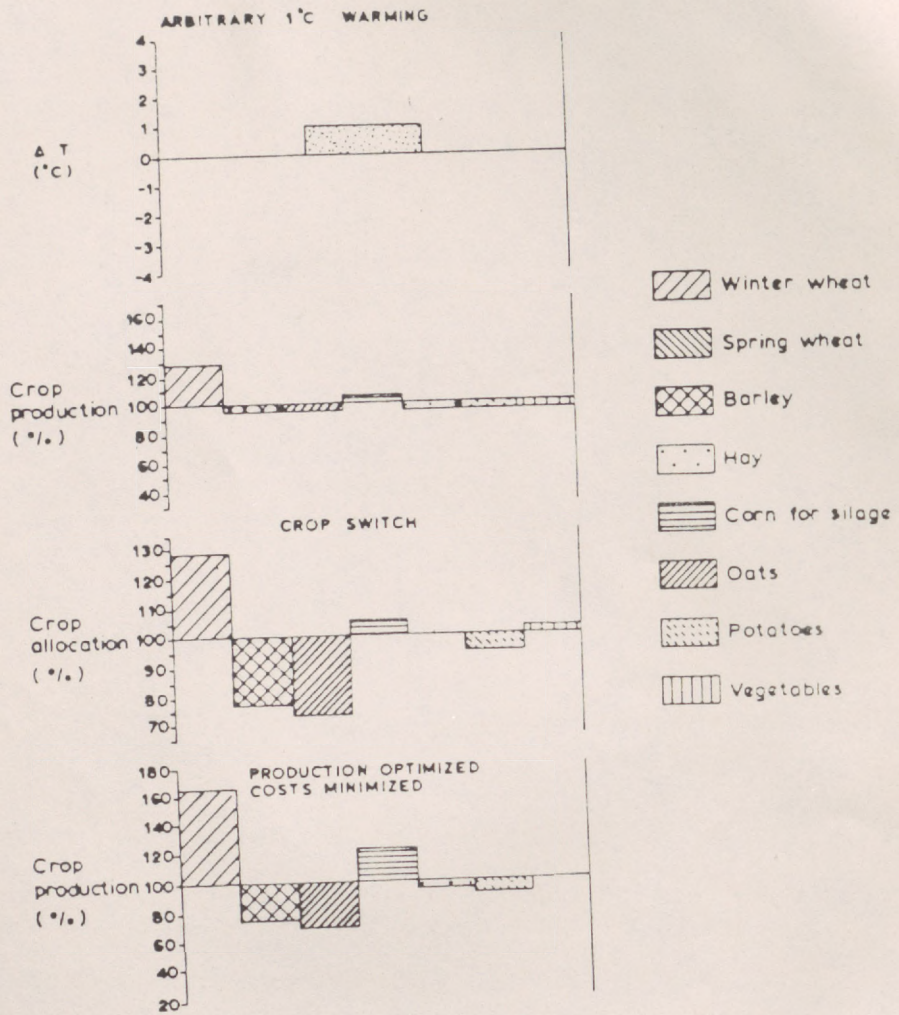 ARBITRARY 1°C WARMING
4
3
2
1
0
-1
-2
-3
-4
Δ T
(°C)
160
140
120
100
80
60
40
Crop
production
(%)
CROP SWITCH
130
120
110
100
90
80
70
Crop
allocation
(%)
PRODUCTION OPTIMIZED
COSTS MINIMIZED
180
160
140
120
100
80
60
40
20
Crop
production
(%)
Winter wheat
Spring wheat
Barley
Hay
Corn for silage
Oats
Potatoes
Vegetables